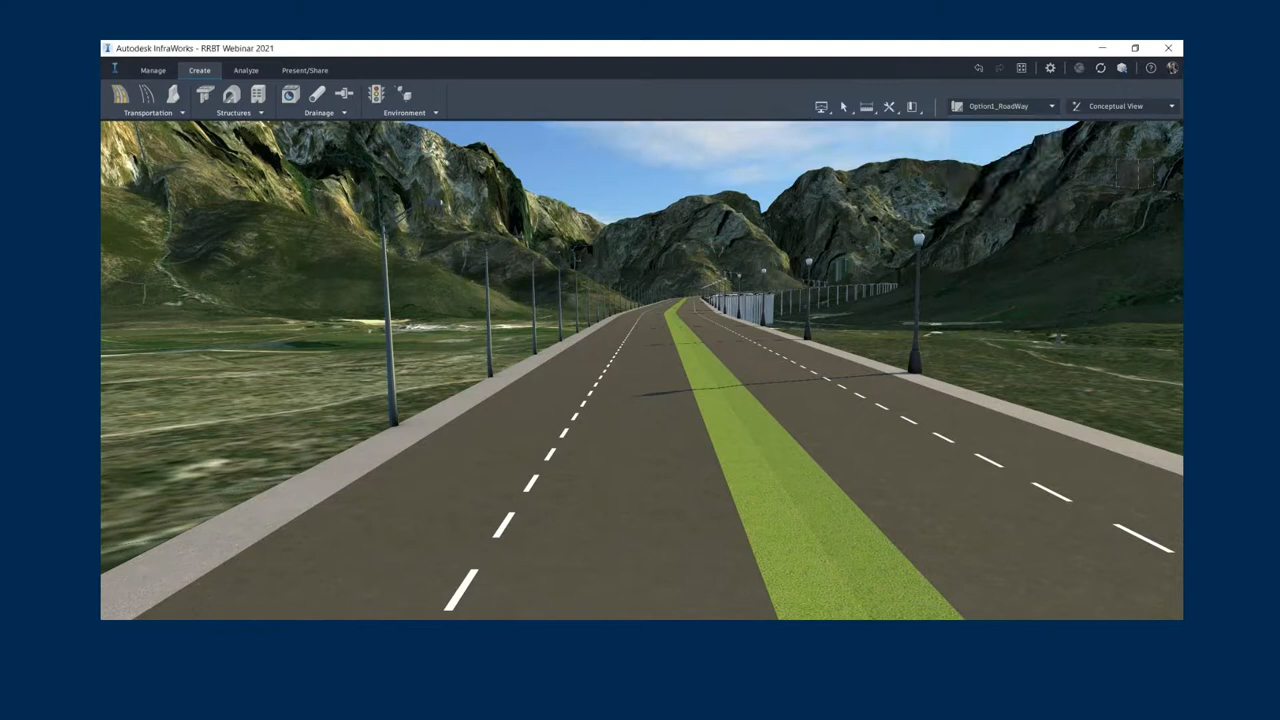 Autodesk InfraWorks - RRBT Webinar 2021
Manage
Create
Analyze
Present/Share
Transportation
Structures
Drainage
Environment
Option1_RoadWay
Conceptual View